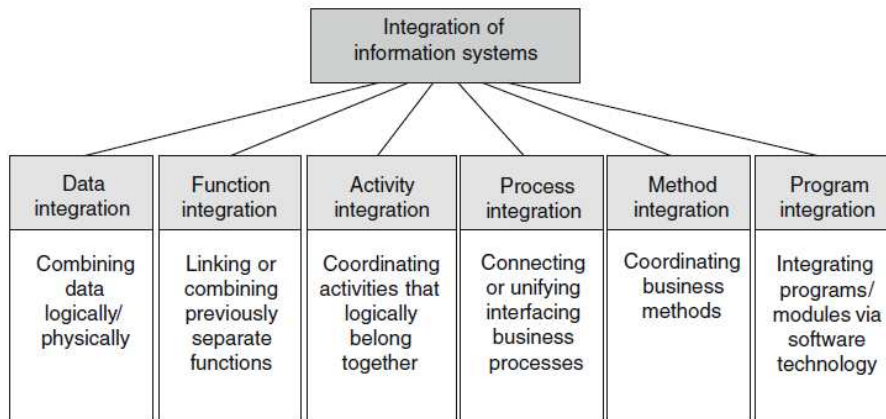 Integration of
information systems
Data
integration
Function
integration
Activity
integration
Process
integration
Method
integration
Program
integration
Combining
data
logically/
physically
Linking or
combining
previously
separate
functions
Coordinating
activities that
logically
belong
together
Connecting
or unifying
interfacing
business
processes
Coordinating
business
methods
Integrating
programs/
modules via
software
technology